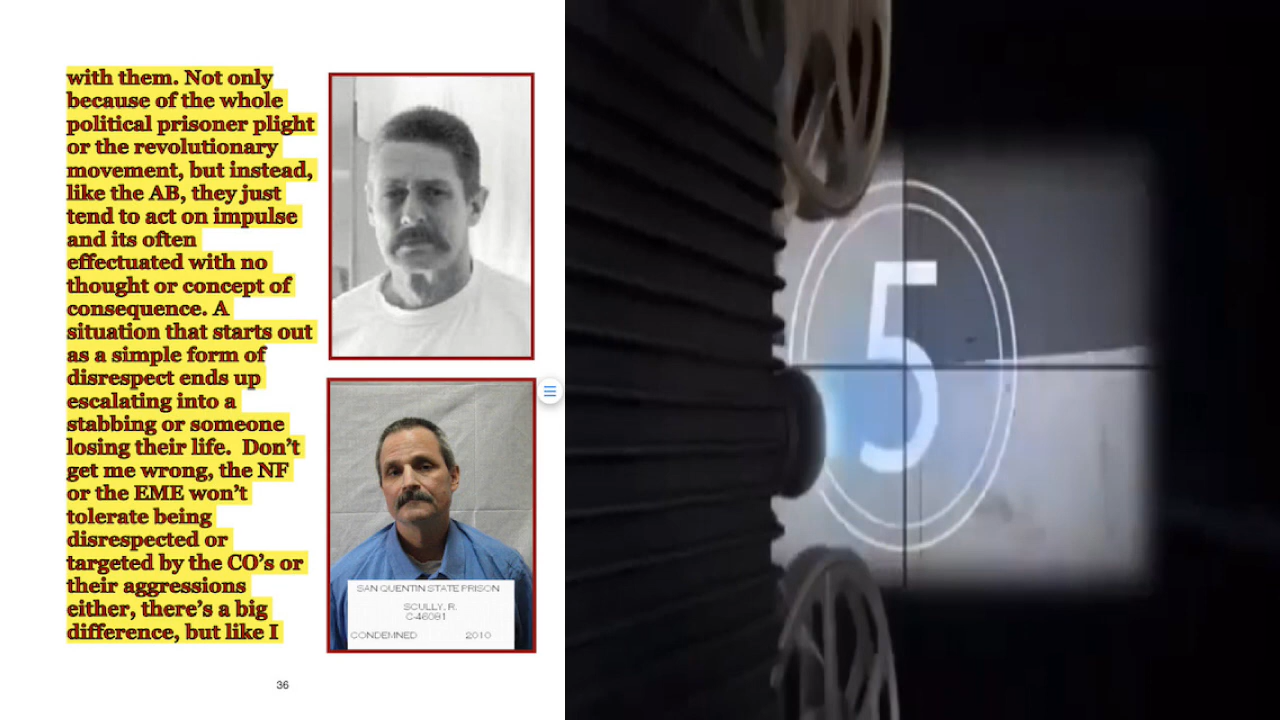 with them. Not only
because of the whole
political prisoner plight
or the revolutionary
movement, but instead,
like the AB, they just
tend to act on impulse
and its often
effectuated with no
thought or concept of
consequence. A
situation that starts out
as a simple form of
disrespect ends up
escalating into a
stabbing or someone
losing their life.  Don't
get me wrong, the NF
or the EME won't
tolerate being
disrespected or
targeted by the CO's or
their aggressions
either, there's a big
difference, but like I
SAN QUENTIN STATE PRISON
SCULLY, R.
C-46091
CONDEMNED 2010
36
5